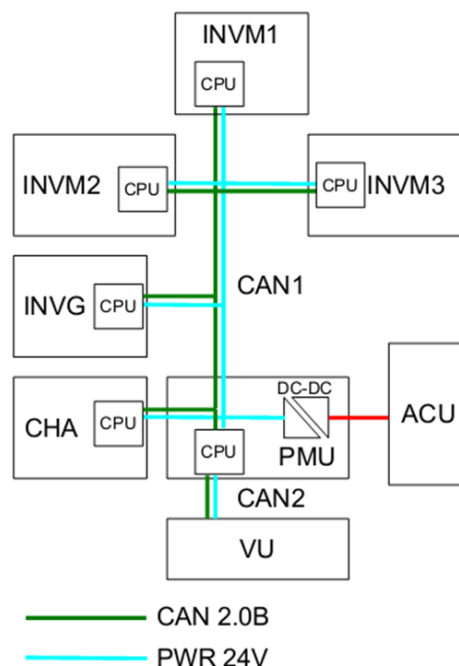 INVM1
CPU
INVM2
CPU
CPU
INVM3
CAN1
INVG
CPU
DC-DC
ACU
CHA
CPU
PMU
CPU
CAN2
VU
CAN 2.0B
PWR 24V